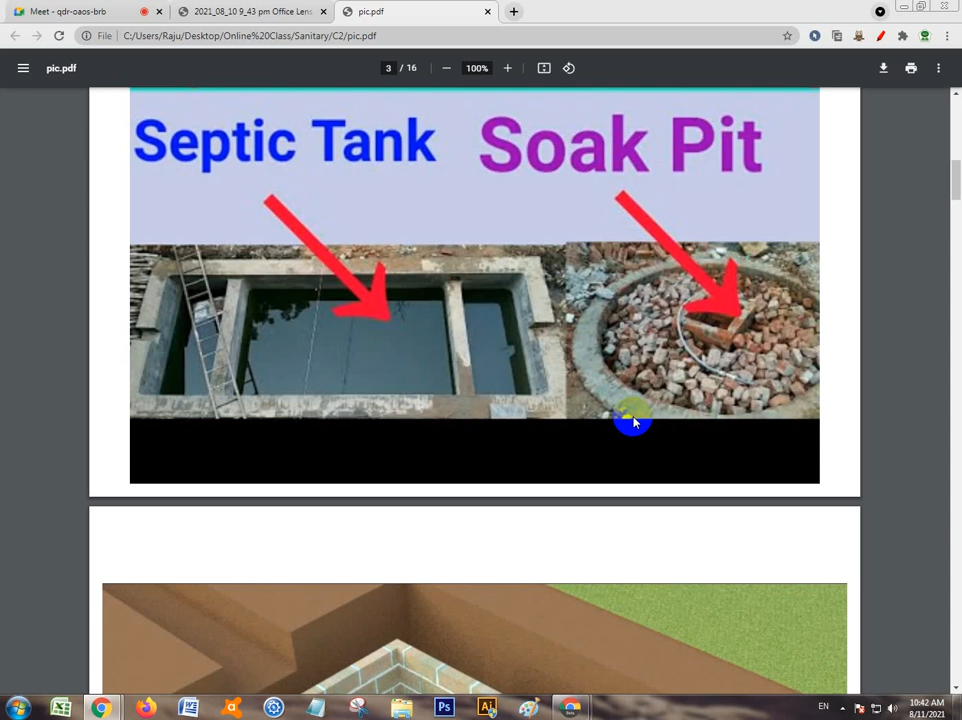 Meet - qdr-oaos-brb
2021_08_10 9_43 pm Office Lens
pic.pdf
File
C:/Users/Raju/Desktop/Online%20Class/Sanitary/C2/pic.pdf
pic.pdf
3 / 16
100%
Septic Tank
Soak Pit
EN
10:42 AM
8/11/2021